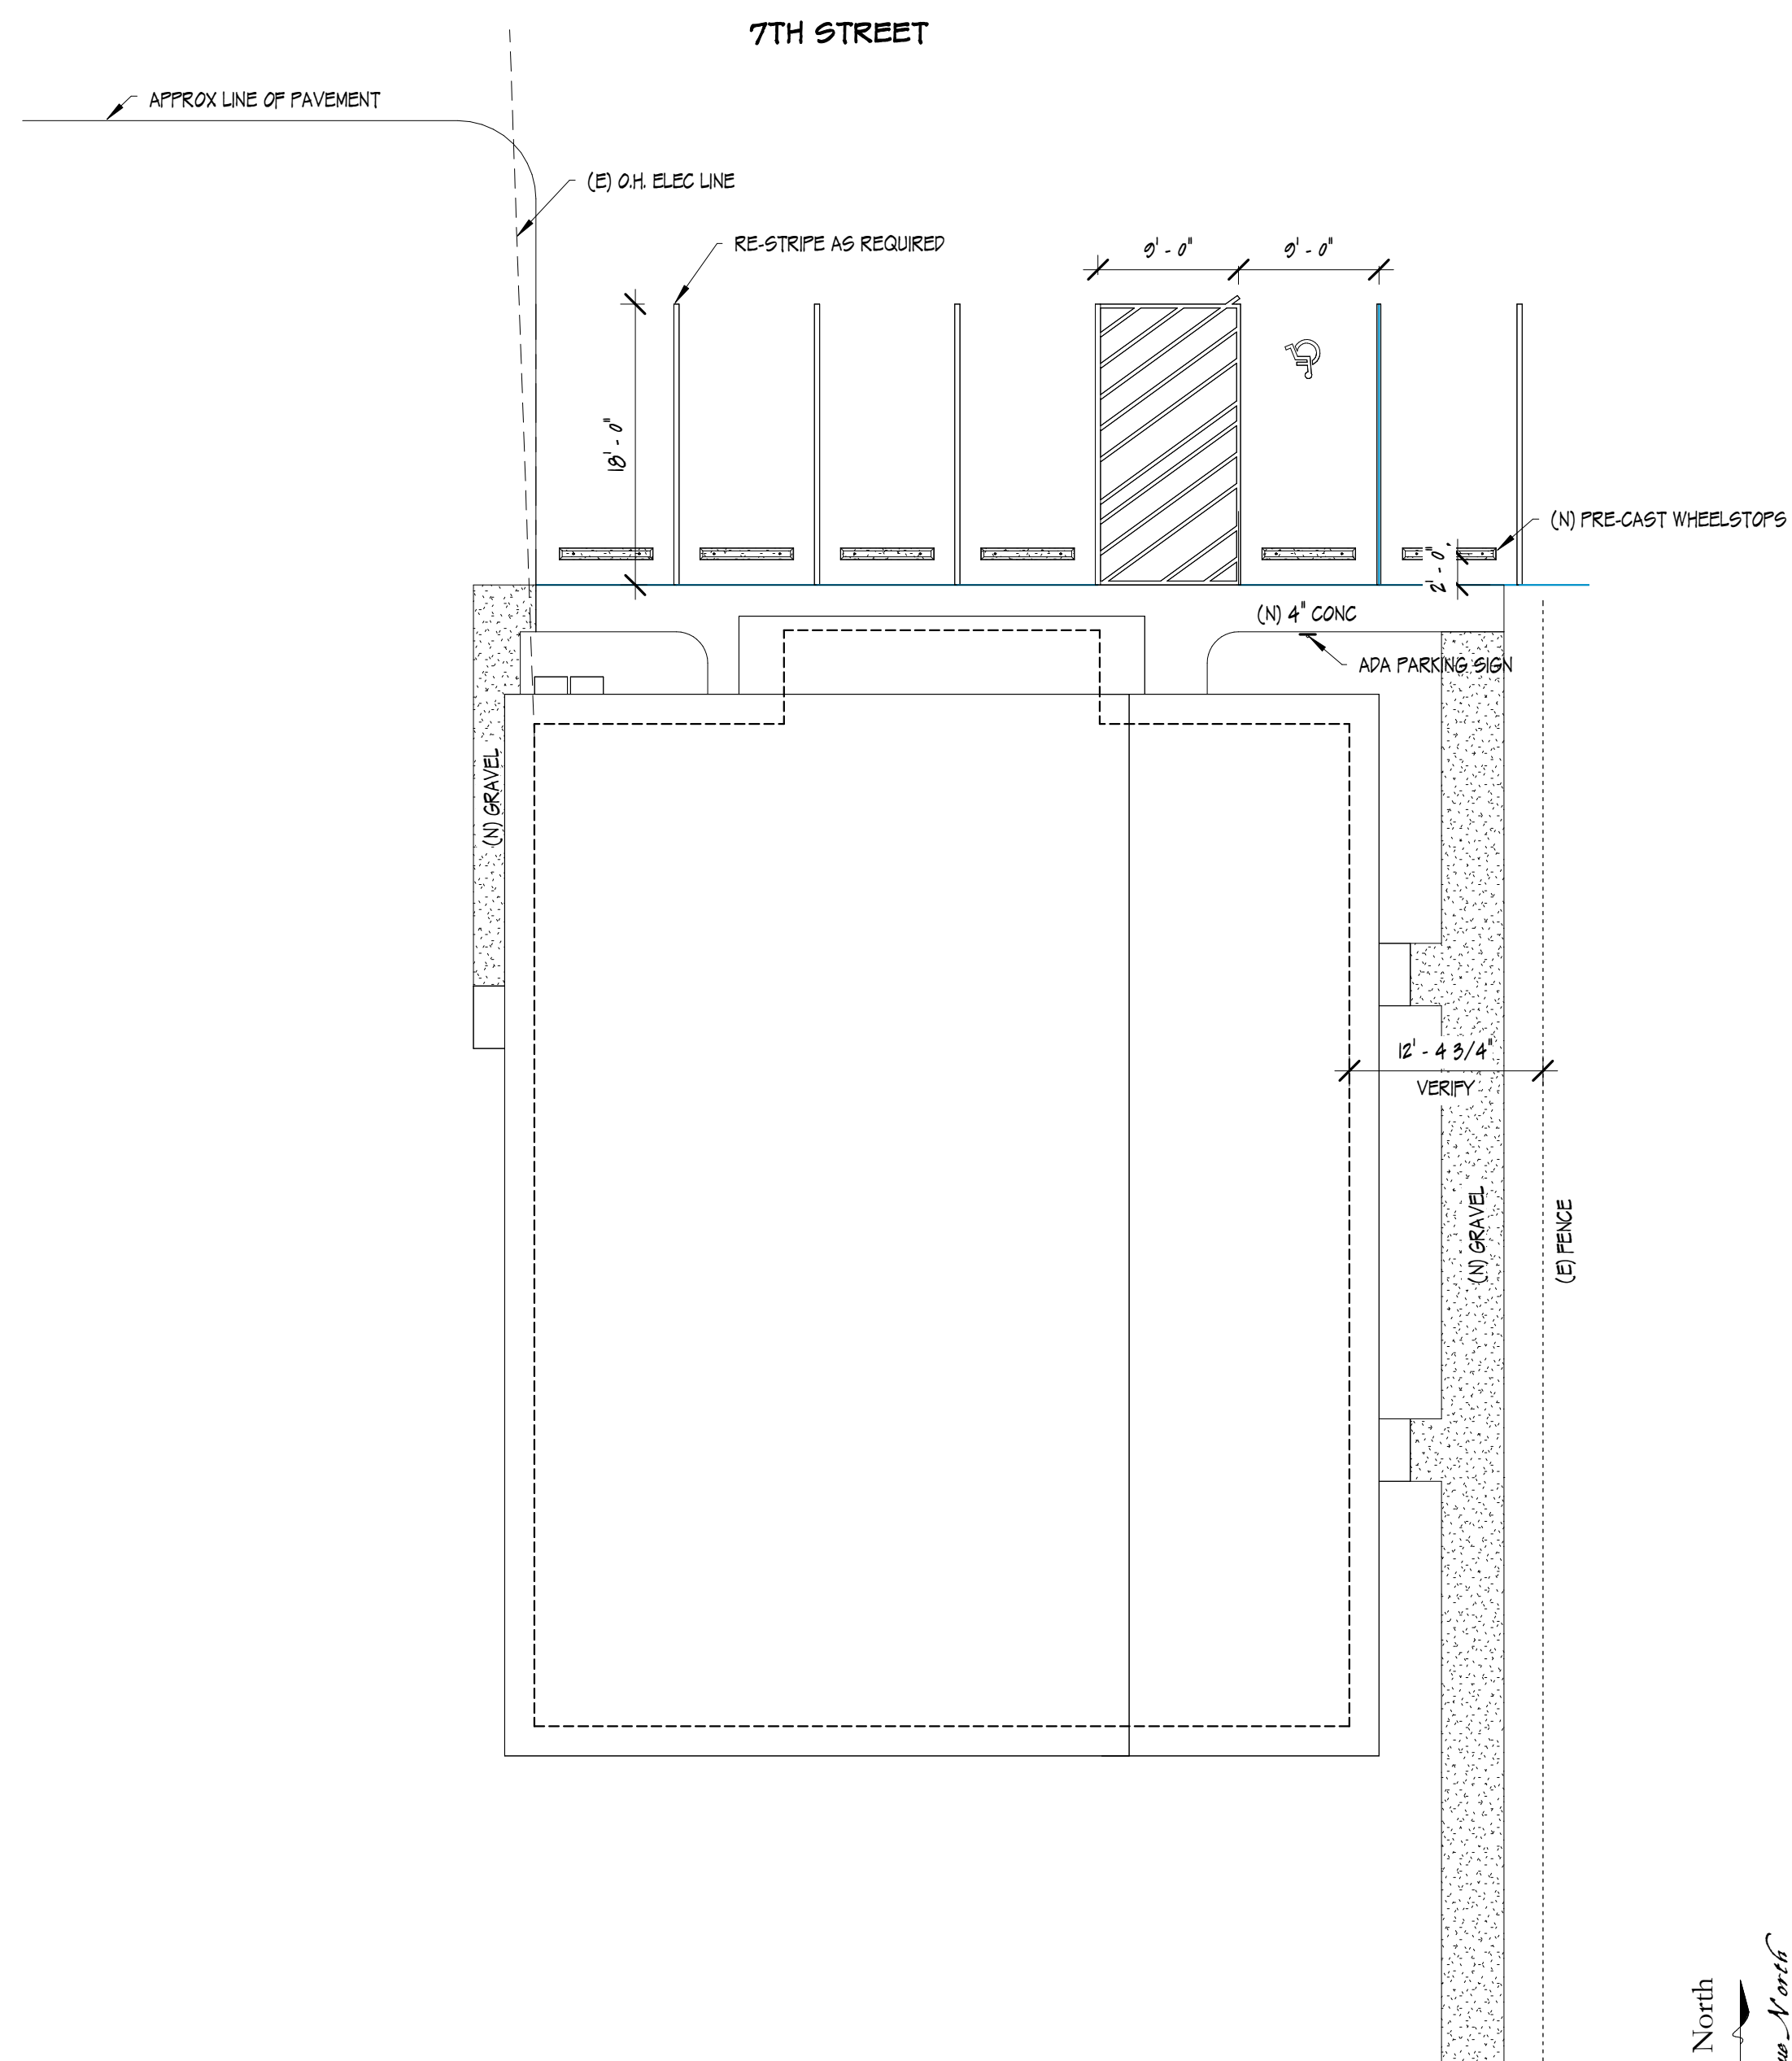 7TH STREET
APPROX LINE OF PAVEMENT
(E) O.H. ELEC LINE
RE-STRIPE AS REQUIRED
9' - 0"
9' - 0"
18' - 0"
(N) PRE-CAST WHEELSTOPS
2' - 0"
(N) 4" CONC
ADA PARKING SIGN
(N) GRAVEL
12' - 4 3/4"
VERIFY
(N) GRAVEL
(E) FENCE
North
North